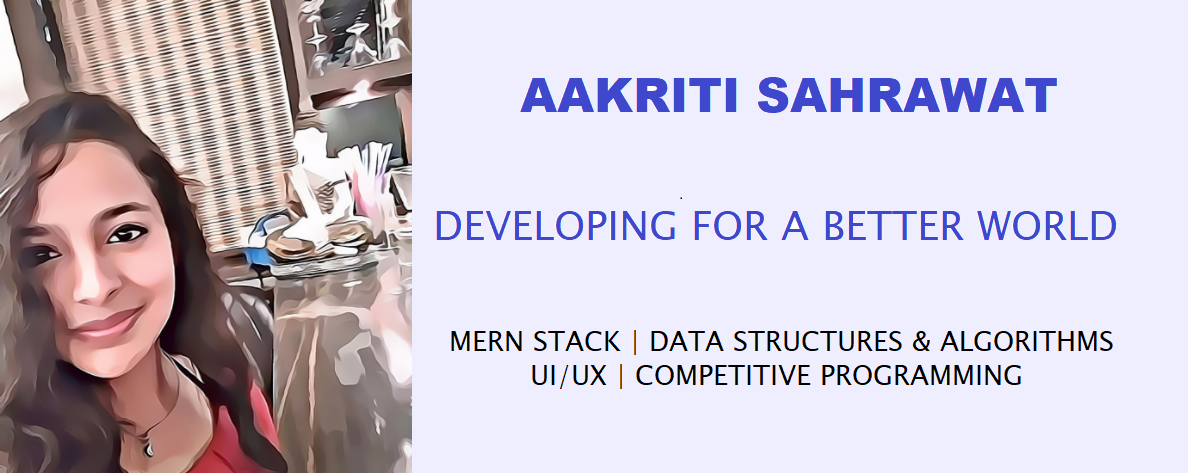 AAKRITI SAHRAWAT
DEVELOPING FOR A BETTER WORLD
MERN STACK | DATA STRUCTURES & ALGORITHMS
UI/UX | COMPETITIVE PROGRAMMING